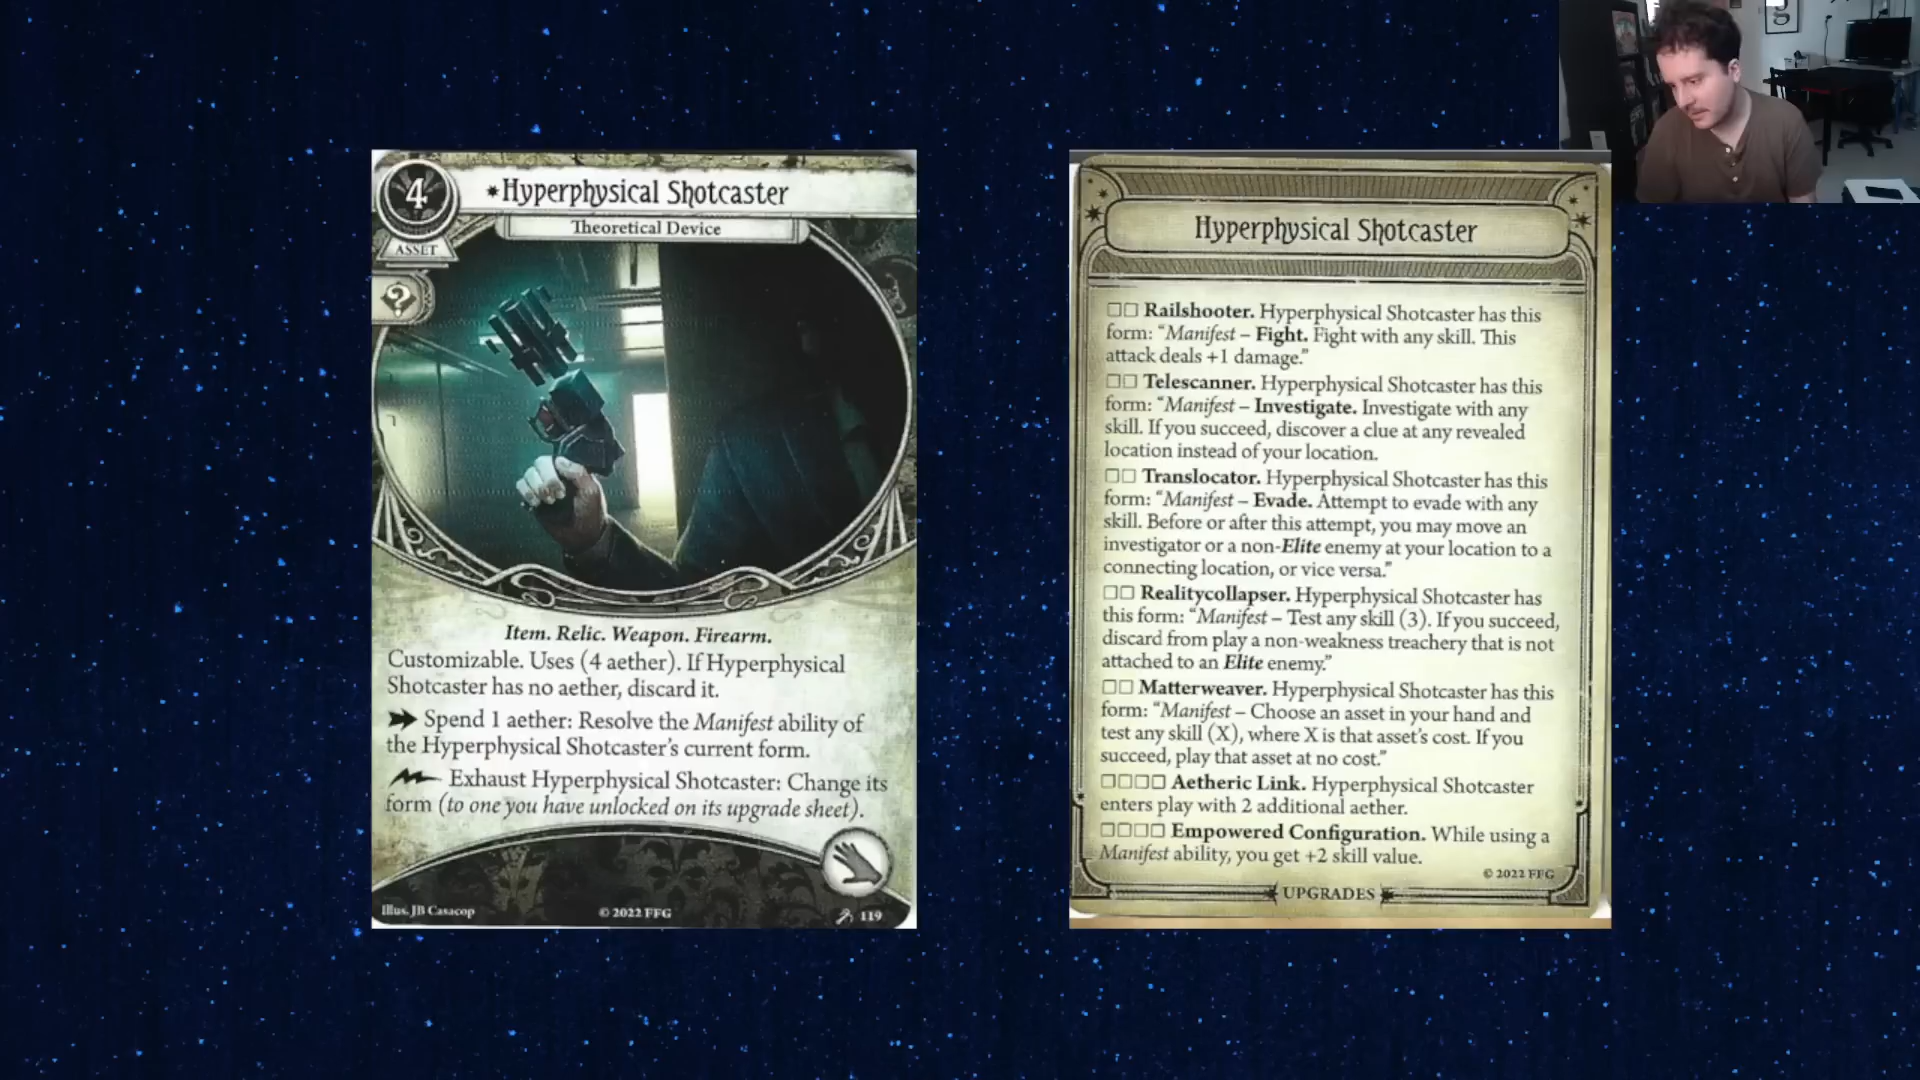 4
Hyperphysical Shotcaster
Theoretical Device
ASSET
?
Item. Relic. Weapon. Firearm.
Customizable. Uses (4 aether). If Hyperphysical
Shotcaster has no aether, discard it.
Spend 1 aether: Resolve the Manifest ability of
the Hyperphysical Shotcaster's current form.
Exhaust Hyperphysical Shotcaster: Change its
form (to one you have unlocked on its upgrade sheet).
Illus. JB Casacop
© 2022 FFG
119
Hyperphysical Shotcaster
□□ Railshooter. Hyperphysical Shotcaster has this
form: “Manifest – Fight. Fight with any skill. This
attack deals +1 damage.”
□□ Telescanner. Hyperphysical Shotcaster has this
form: “Manifest – Investigate. Investigate with any
skill. If you succeed, discover a clue at any revealed
location instead of your location.
□□ Translocator. Hyperphysical Shotcaster has this
form: “Manifest – Evade. Attempt to evade with any
skill. Before or after this attempt, you may move an
investigator or a non-Elite enemy at your location to a
connecting location, or vice versa.”
□□ Realitycollapser. Hyperphysical Shotcaster has
this form: “Manifest – Test any skill (3). If you succeed,
discard from play a non-weakness treachery that is not
attached to an Elite enemy.”
□□ Matterweaver. Hyperphysical Shotcaster has this
form: “Manifest – Choose an asset in your hand and
test any skill (X), where X is that asset's cost. If you
succeed, play that asset at no cost.”
□□□□ Aetheric Link. Hyperphysical Shotcaster
enters play with 2 additional aether.
□□□□ Empowered Configuration. While using a
Manifest ability, you get +2 skill value.
© 2022 FFG
UPGRADES